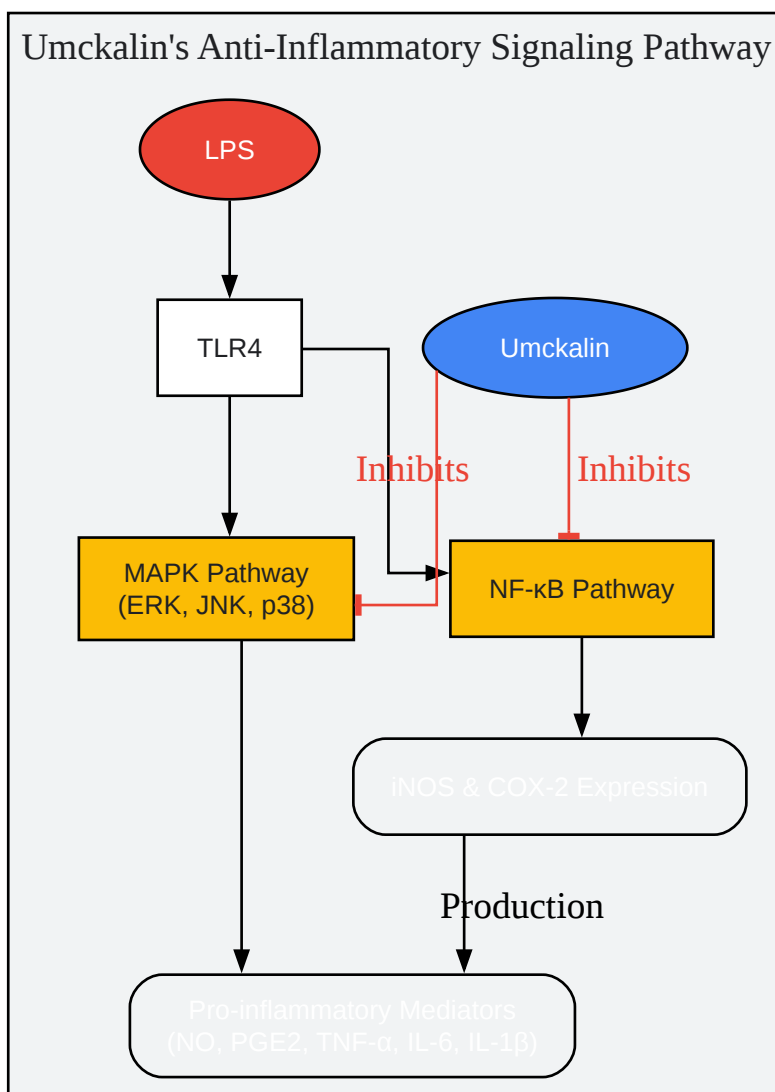 Umckalin's Anti-Inflammatory Signaling Pathway
LPS
TLR4
Umckalin
Inhibits
Inhibits
MAPK Pathway
(ERK, JNK, p38)
NF-κB Pathway
iNOS & COX-2 Expression
Production
Pro-inflammatory Mediators
(NO, PGE2, TNF-α, IL-6, IL-1β)